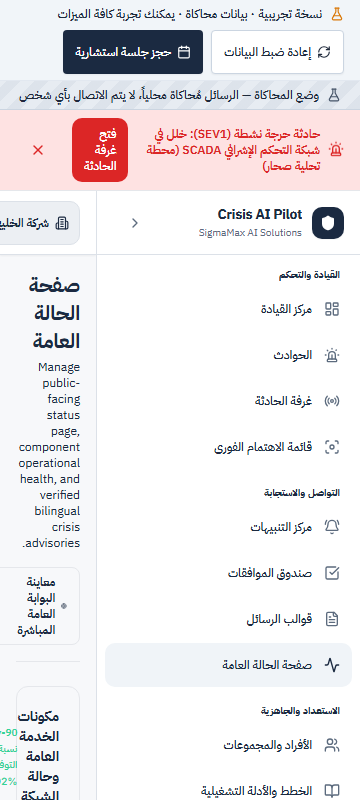 نسخة تجريبية · بيانات محاكاة · يمكنك تجربة كافة الميزات
إعادة ضبط البيانات
حجز جلسة استشارية
وضع المحاكاة — الرسائل مُحاكاة محلياً، لا يتم الاتصال بأي شخص
حادثة حرجة نشطة (SEV1): خلل في
شبكة التحكم الإشرافي SCADA (محطة
تحلية صحار)
فتح
غرفة
الحادثة
Crisis AI Pilot
SigmaMax AI Solutions
القيادة والتحكم
مركز القيادة
الحوادث
غرفة الحادثة
قائمة الاهتمام الفوري
التواصل والاستجابة
مركز التنبيهات
صندوق الموافقات
قوالب الرسائل
صفحة الحالة العامة
الاستعداد والجاهزية
الأفراد والمجموعات
الخطط والأدلة التشغيلية
شركة
صفحة
الحالة
العامة
Manage
public-
facing
status
page,
component
operational
health, and
verified
bilingual
crisis
advisories.
معاينة
البوابة
العامة
المباشرة
مكونات
الخدمة
العامة
وحالة
الشبكة